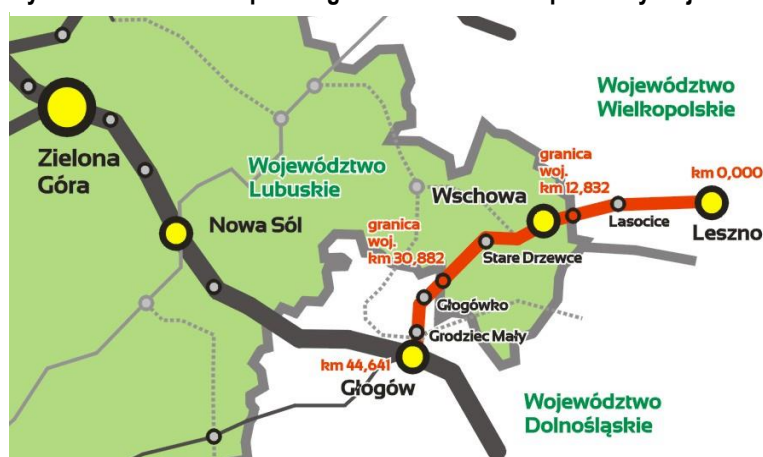 Województwo
Wielkopolskie
Zielona
Góra
Województwo
Lubuskie
granica
woj.
km 12,832
km 0,000
Wschowa
Nowa Sól
Lasocice
Leszno
granica
woj.
km 30,882
Stare Drzewce
Głogówko
Grodziec Mały
km 44,641
Głogów
Województwo
Dolnośląskie